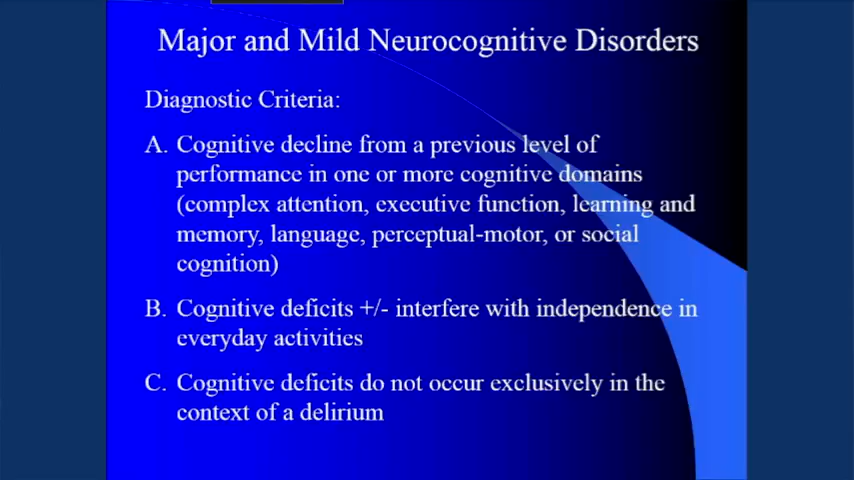 Major and Mild Neurocognitive Disorders
Diagnostic Criteria:
A. Cognitive decline from a previous level of
performance in one or more cognitive domains
(complex attention, executive function, learning and
memory, language, perceptual-motor, or social
cognition)
B. Cognitive deficits +/- interfere with independence in
everyday activities
C. Cognitive deficits do not occur exclusively in the
context of a delirium